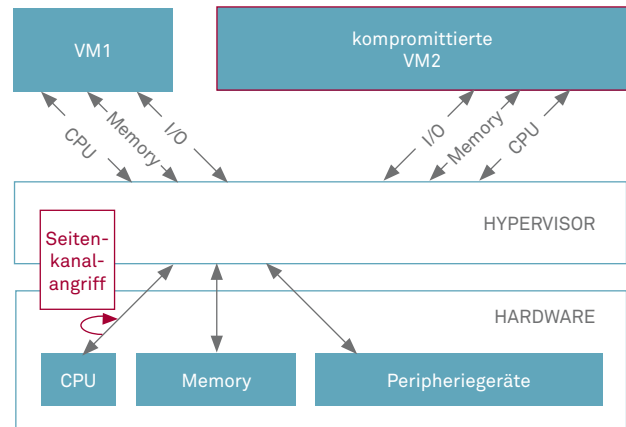 VM1
kompromittierte
VM2
CPU
Memory
I/O
I/O
Memory
CPU
HYPERVISOR
Seiten-
kanal-
angriff
HARDWARE
CPU
Memory
Peripheriegeräte